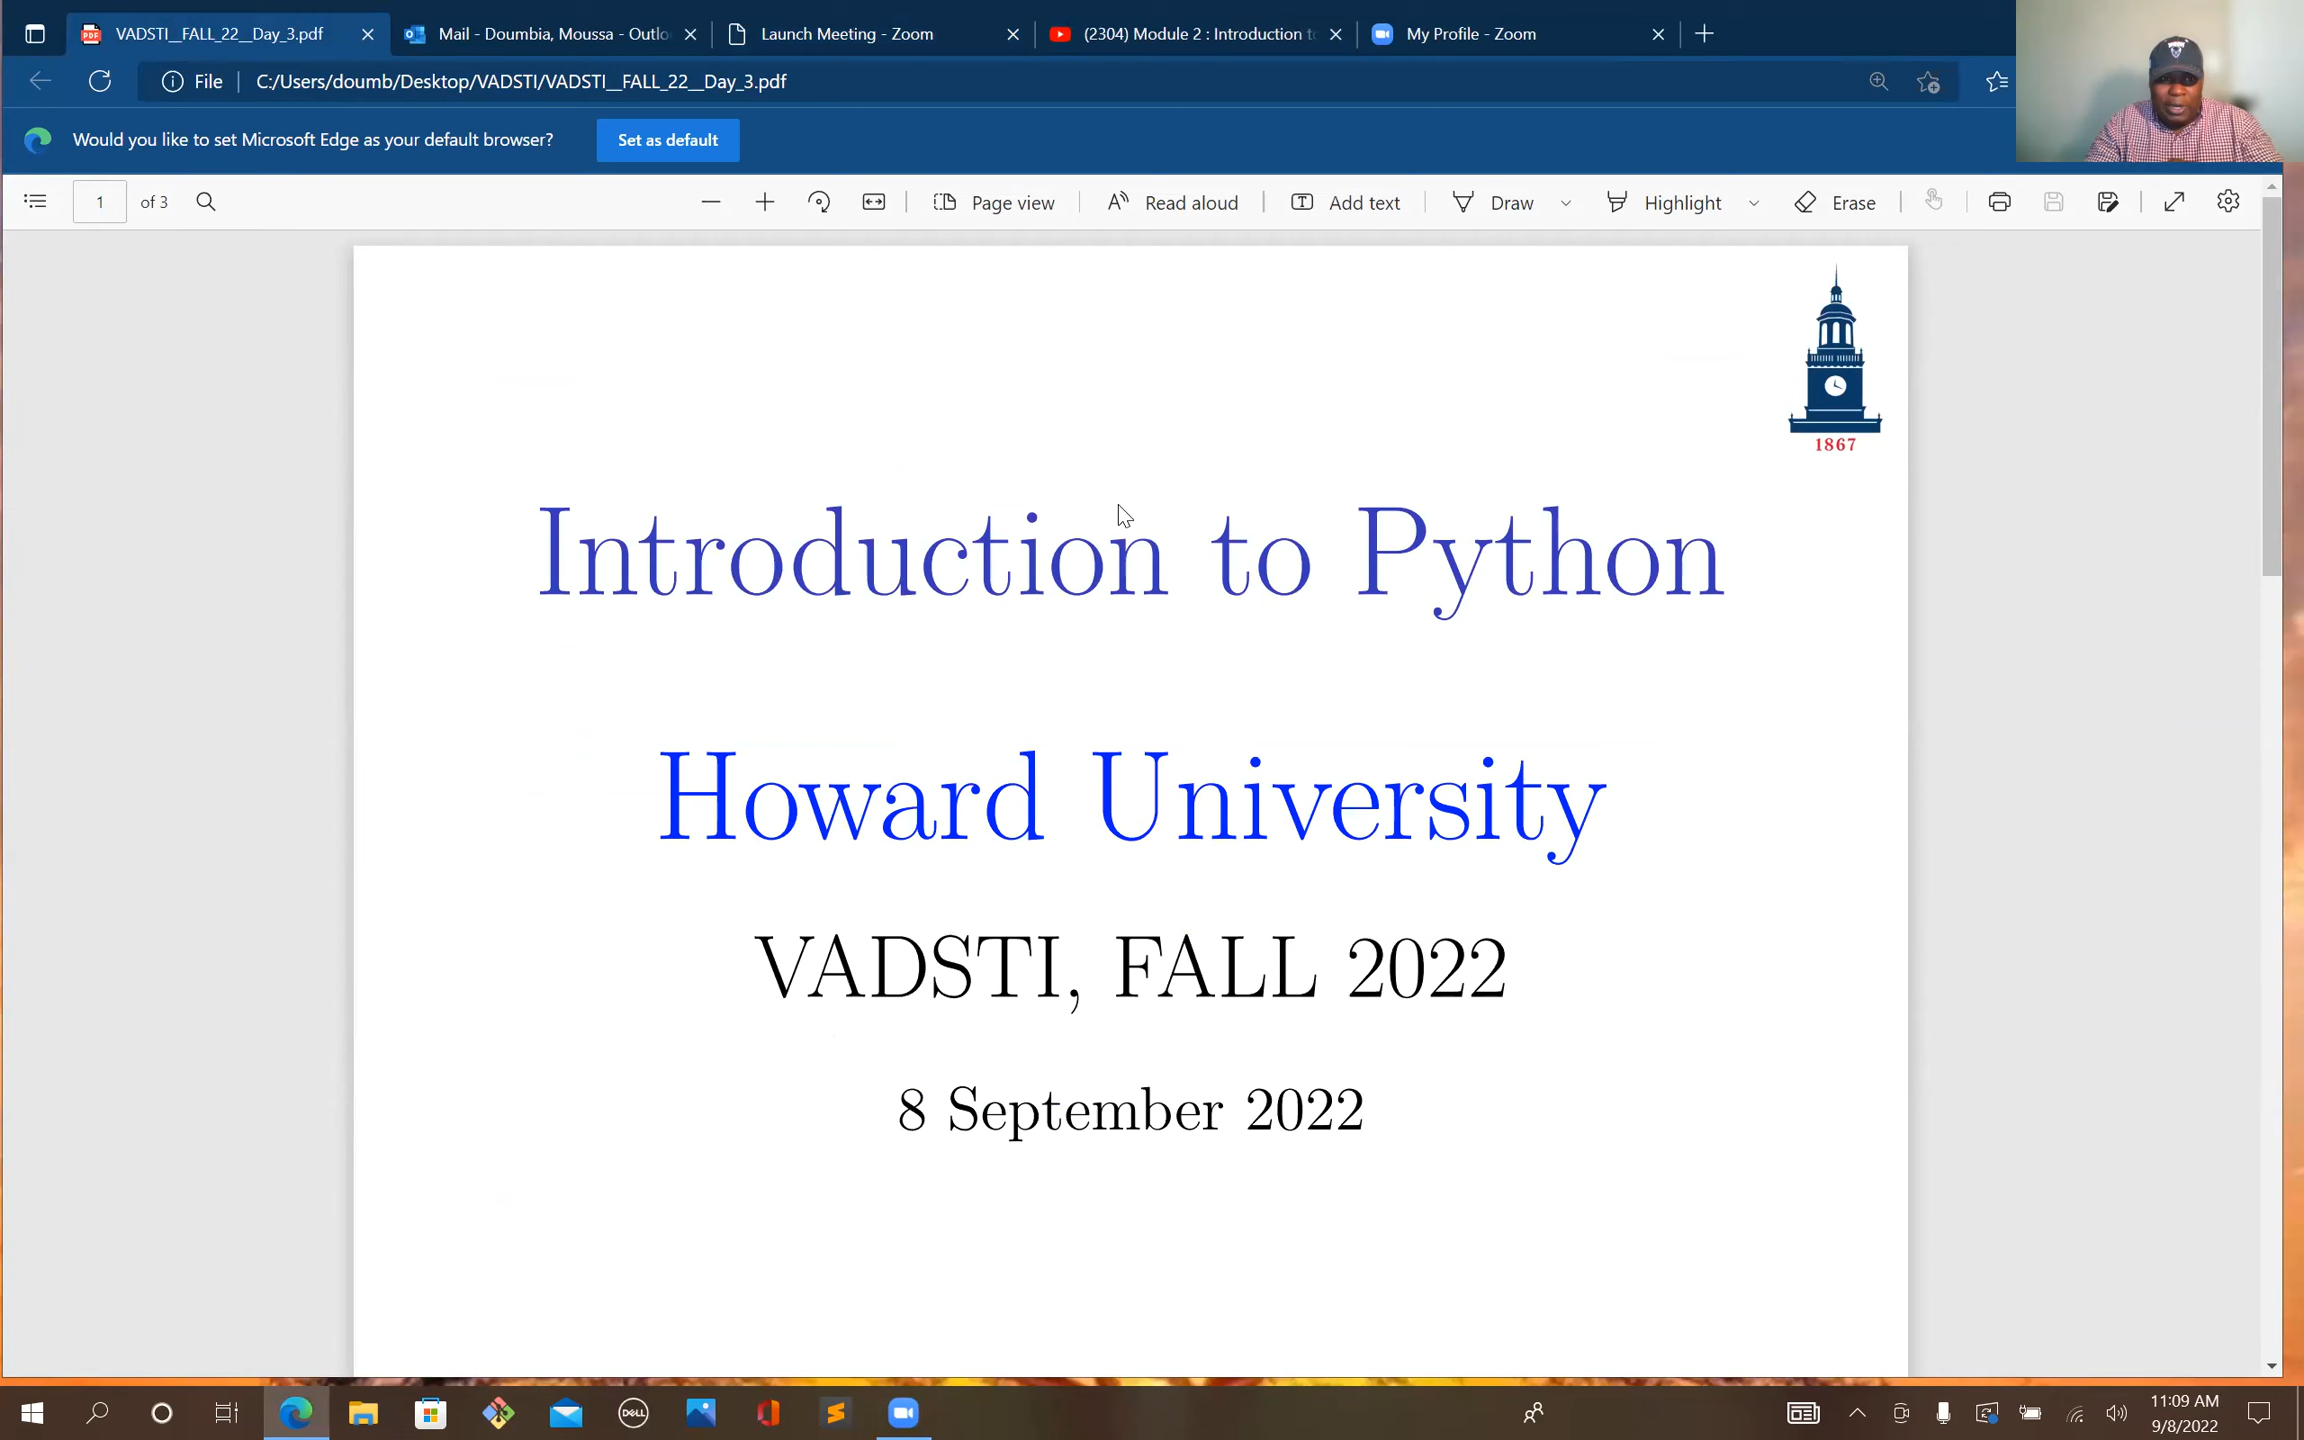 VADSTI__FALL_22__Day_3.pdf
Mail - Doumbia, Moussa - Outlo
Launch Meeting - Zoom
(2304) Module 2 : Introduction t
My Profile - Zoom
File
C:/Users/doumb/Desktop/VADSTI/VADSTI__FALL_22__Day_3.pdf
Would you like to set Microsoft Edge as your default browser?
Set as default
1
of 3
Page view
Read aloud
Add text
Draw
Highlight
Erase
1867
Introduction to Python
Howard University
VADSTI, FALL 2022
8 September 2022
DELL
11:09 AM
9/8/2022